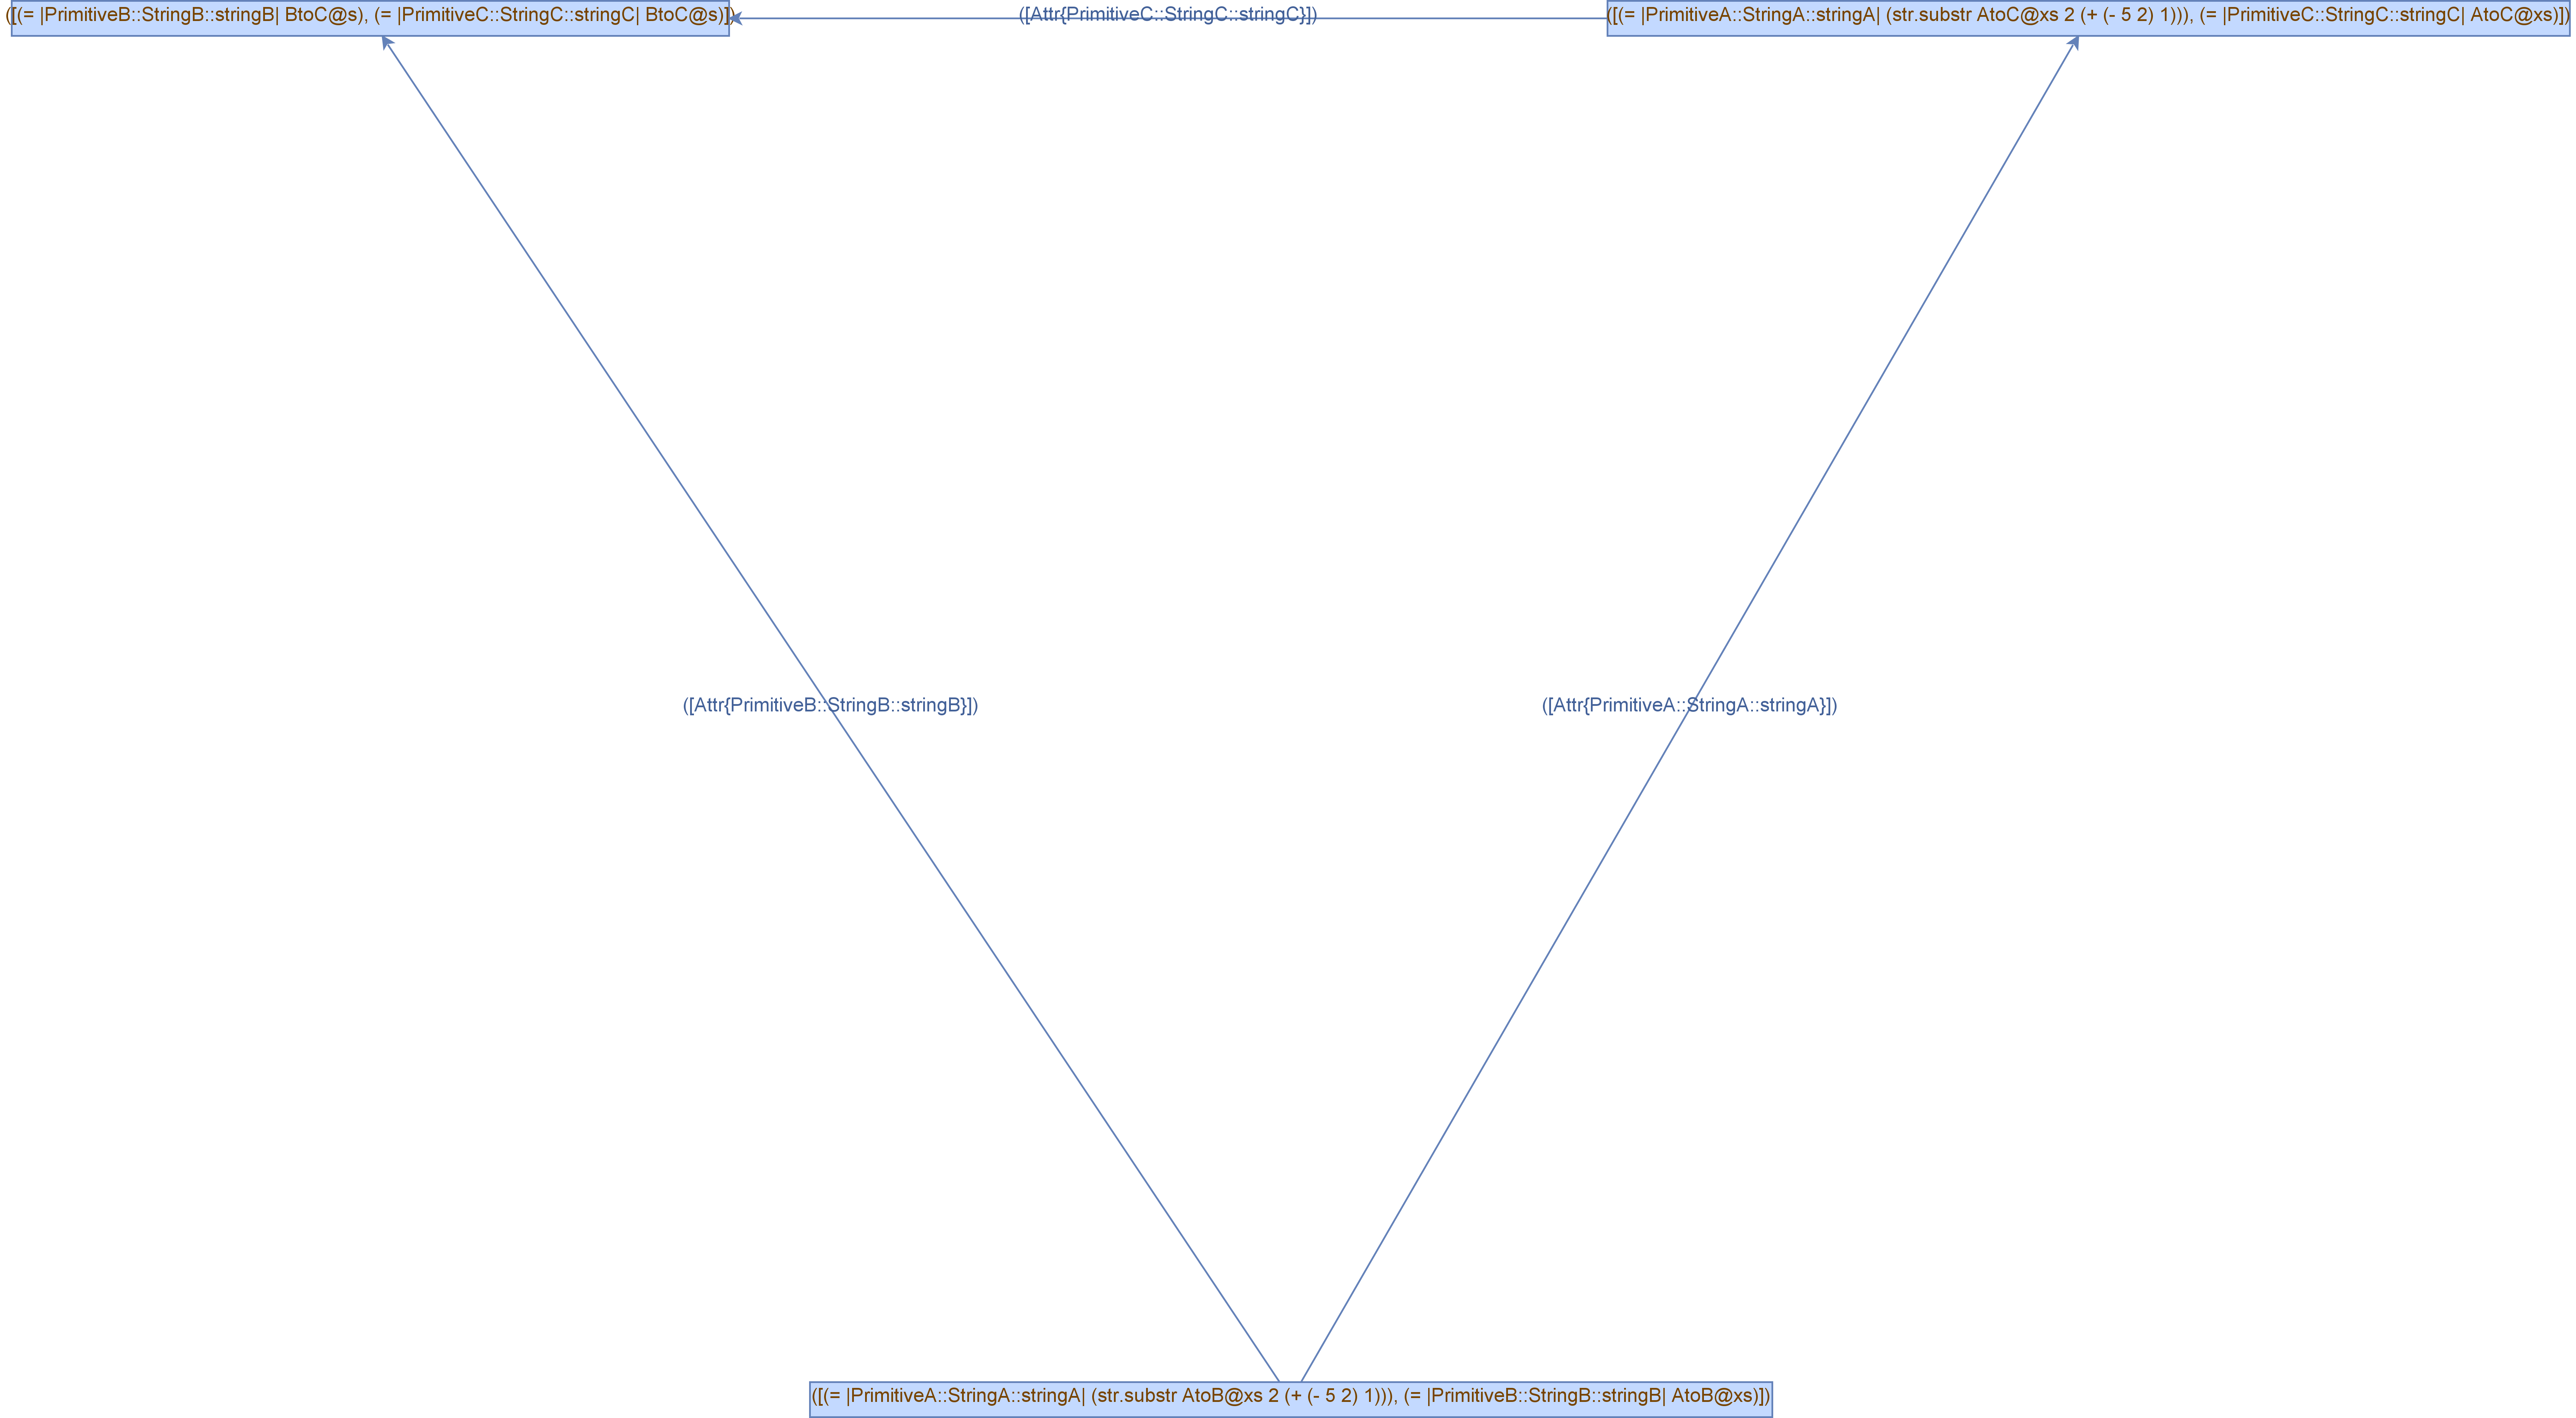 ([(= |PrimitiveB::StringB::stringB| BtoC@s), (= |PrimitiveC::StringC::stringC| BtoC@s)])
([Attr{PrimitiveC::StringC::stringC}])
([(= |PrimitiveA::StringA::stringA| (str.substr AtoC@xs 2 (+ (- 5 2) 1))), (= |PrimitiveC::StringC::stringC| AtoC@xs)])
([Attr{PrimitiveB::StringB::stringB}])
([Attr{PrimitiveA::StringA::stringA}])
([(= |PrimitiveA::StringA::stringA| (str.substr AtoB@xs 2 (+ (- 5 2) 1))), (= |PrimitiveB::StringB::stringB| AtoB@xs)])